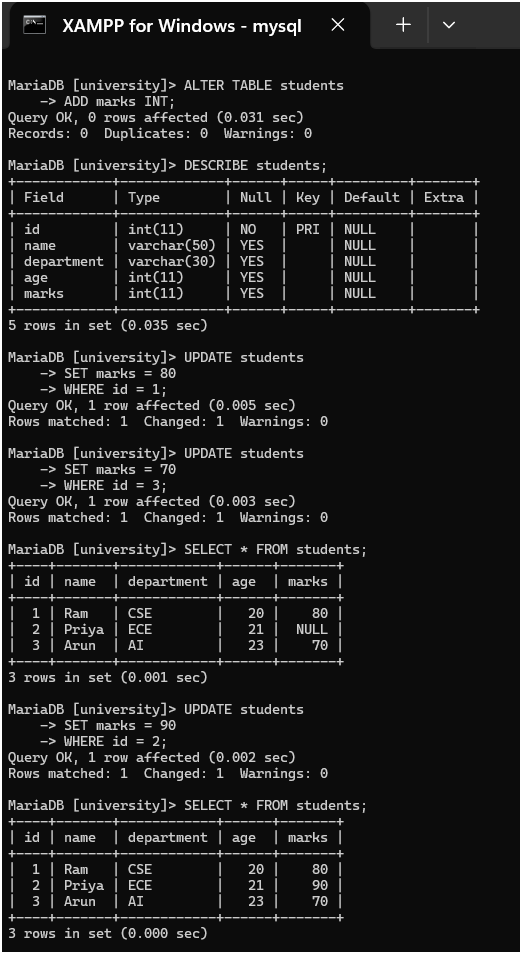 XAMPP for Windows - mysql
MariaDB [university]> ALTER TABLE students
    -> ADD marks INT;
Query OK, 0 rows affected (0.031 sec)
Records: 0  Duplicates: 0  Warnings: 0
MariaDB [university]> DESCRIBE students;
+------------+-------------+------+-----+---------+-------+
| Field      | Type        | Null | Key | Default | Extra |
+------------+-------------+------+-----+---------+-------+
| id         | int(11)     | NO   | PRI | NULL    |       |
| name       | varchar(50) | YES  |     | NULL    |       |
| department | varchar(30) | YES  |     | NULL    |       |
| age        | int(11)     | YES  |     | NULL    |       |
| marks      | int(11)     | YES  |     | NULL    |       |
+------------+-------------+------+-----+---------+-------+
5 rows in set (0.035 sec)
MariaDB [university]> UPDATE students
    -> SET marks = 80
    -> WHERE id = 1;
Query OK, 1 row affected (0.005 sec)
Rows matched: 1  Changed: 1  Warnings: 0
MariaDB [university]> UPDATE students
    -> SET marks = 70
    -> WHERE id = 3;
Query OK, 1 row affected (0.003 sec)
Rows matched: 1  Changed: 1  Warnings: 0
MariaDB [university]> SELECT * FROM students;
+----+-------+------------+------+-------+
| id | name  | department | age  | marks |
+----+-------+------------+------+-------+
|  1 | Ram   | CSE        |   20 |    80 |
|  2 | Priya | ECE        |   21 |  NULL |
|  3 | Arun  | AI         |   23 |    70 |
+----+-------+------------+------+-------+
3 rows in set (0.001 sec)
MariaDB [university]> UPDATE students
    -> SET marks = 90
    -> WHERE id = 2;
Query OK, 1 row affected (0.002 sec)
Rows matched: 1  Changed: 1  Warnings: 0
MariaDB [university]> SELECT * FROM students;
+----+-------+------------+------+-------+
| id | name  | department | age  | marks |
+----+-------+------------+------+-------+
|  1 | Ram   | CSE        |   20 |    80 |
|  2 | Priya | ECE        |   21 |    90 |
|  3 | Arun  | AI         |   23 |    70 |
+----+-------+------------+------+-------+
3 rows in set (0.000 sec)